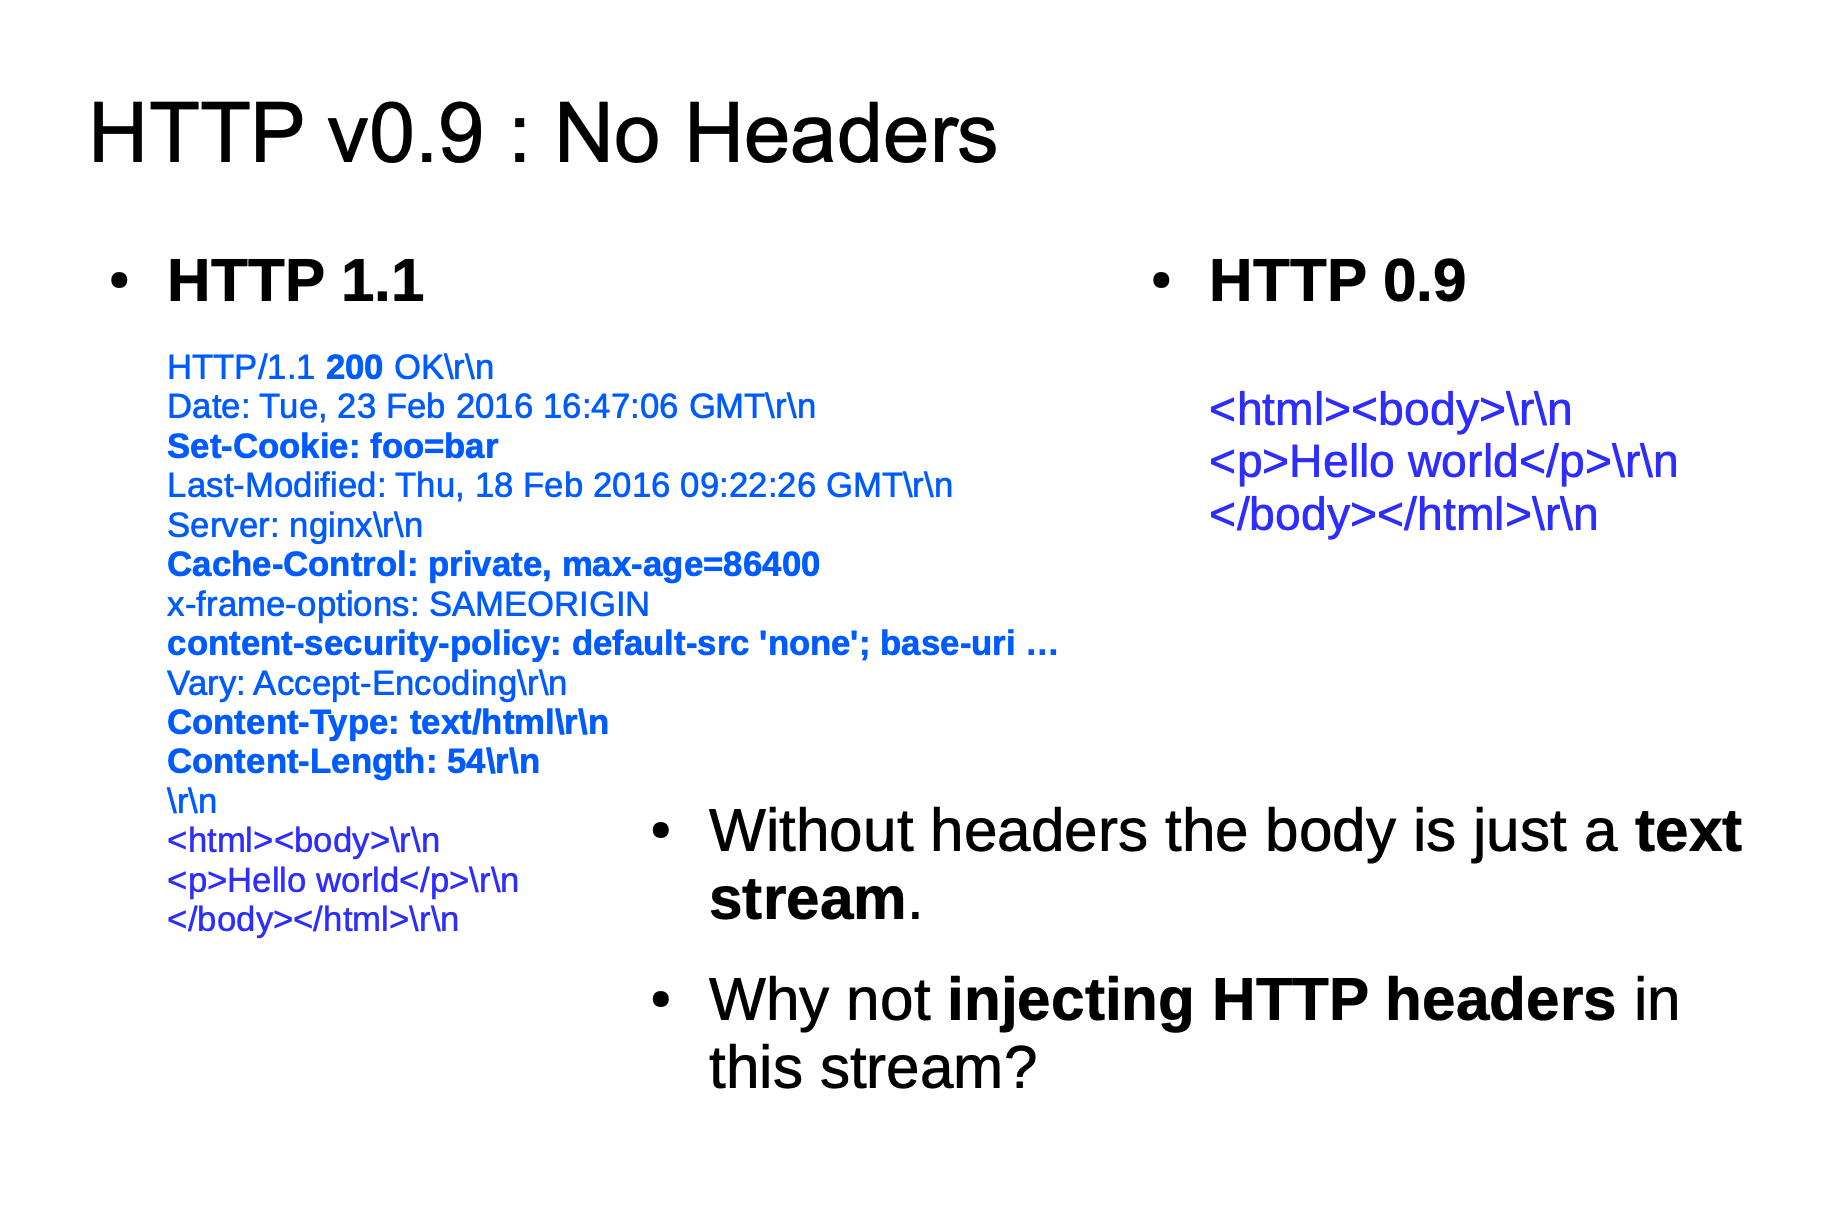 HTTP v0.9 : No Headers
• HTTP 1.1
HTTP/1.1 200 OK\r\n
Date: Tue, 23 Feb 2016 16:47:06 GMT\r\n
Set-Cookie: foo=bar
Last-Modified: Thu, 18 Feb 2016 09:22:26 GMT\r\n
Server: nginx\r\n
Cache-Control: private, max-age=86400
x-frame-options: SAMEORIGIN
content-security-policy: default-src 'none'; base-uri …
Vary: Accept-Encoding\r\n
Content-Type: text/html\r\n
Content-Length: 54\r\n
\r\n
<html><body>\r\n
<p>Hello world</p>\r\n
</body></html>\r\n
• HTTP 0.9
<html><body>\r\n
<p>Hello world</p>\r\n
</body></html>\r\n
• Without headers the body is just a text
stream.
• Why not injecting HTTP headers in
this stream?